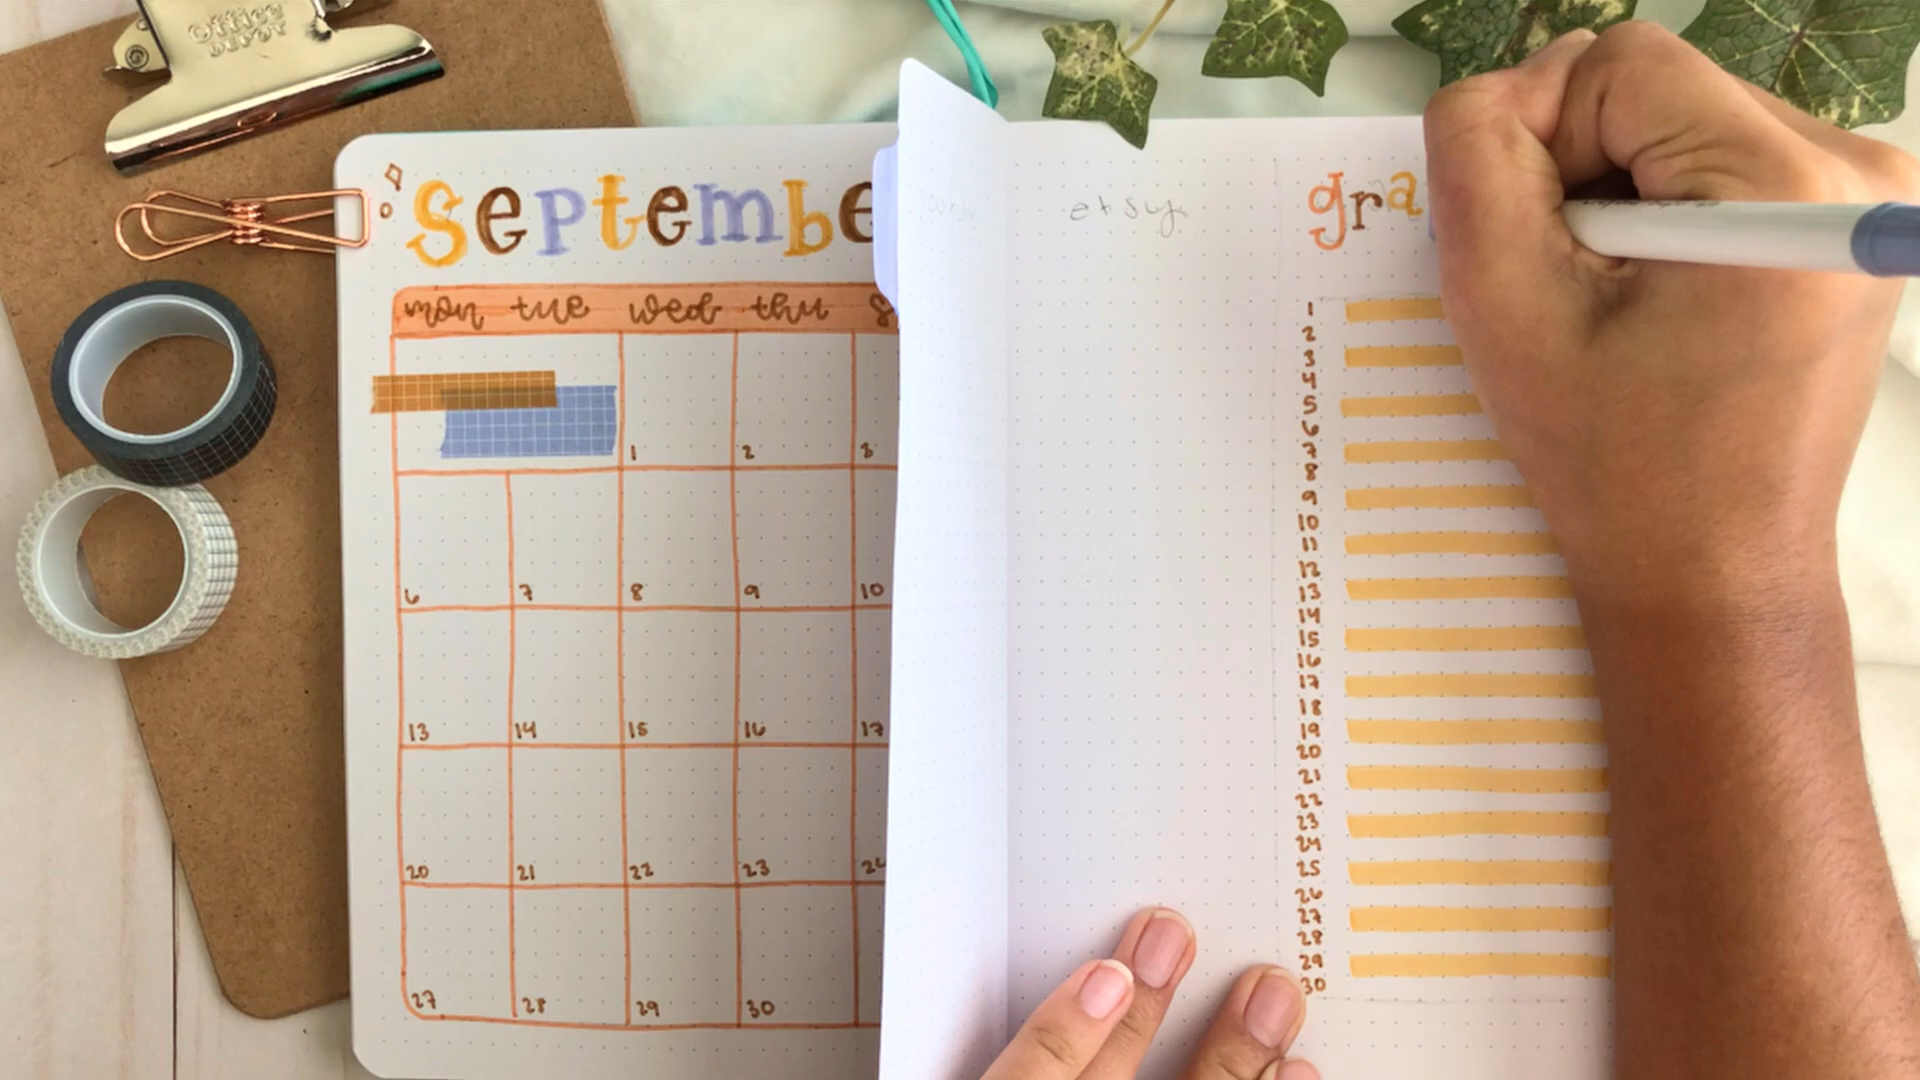 Office
DEPOT
Septembe
mon tue wed thu
1 2 3
6 7 8 9 10
13 14 15 16 17
20 21 22 23 24
27 28 29 30
etsy
gra
1
2
3
4
5
6
7
8
9
10
11
12
13
14
15
16
17
18
19
20
21
22
23
24
25
26
27
28
29
30